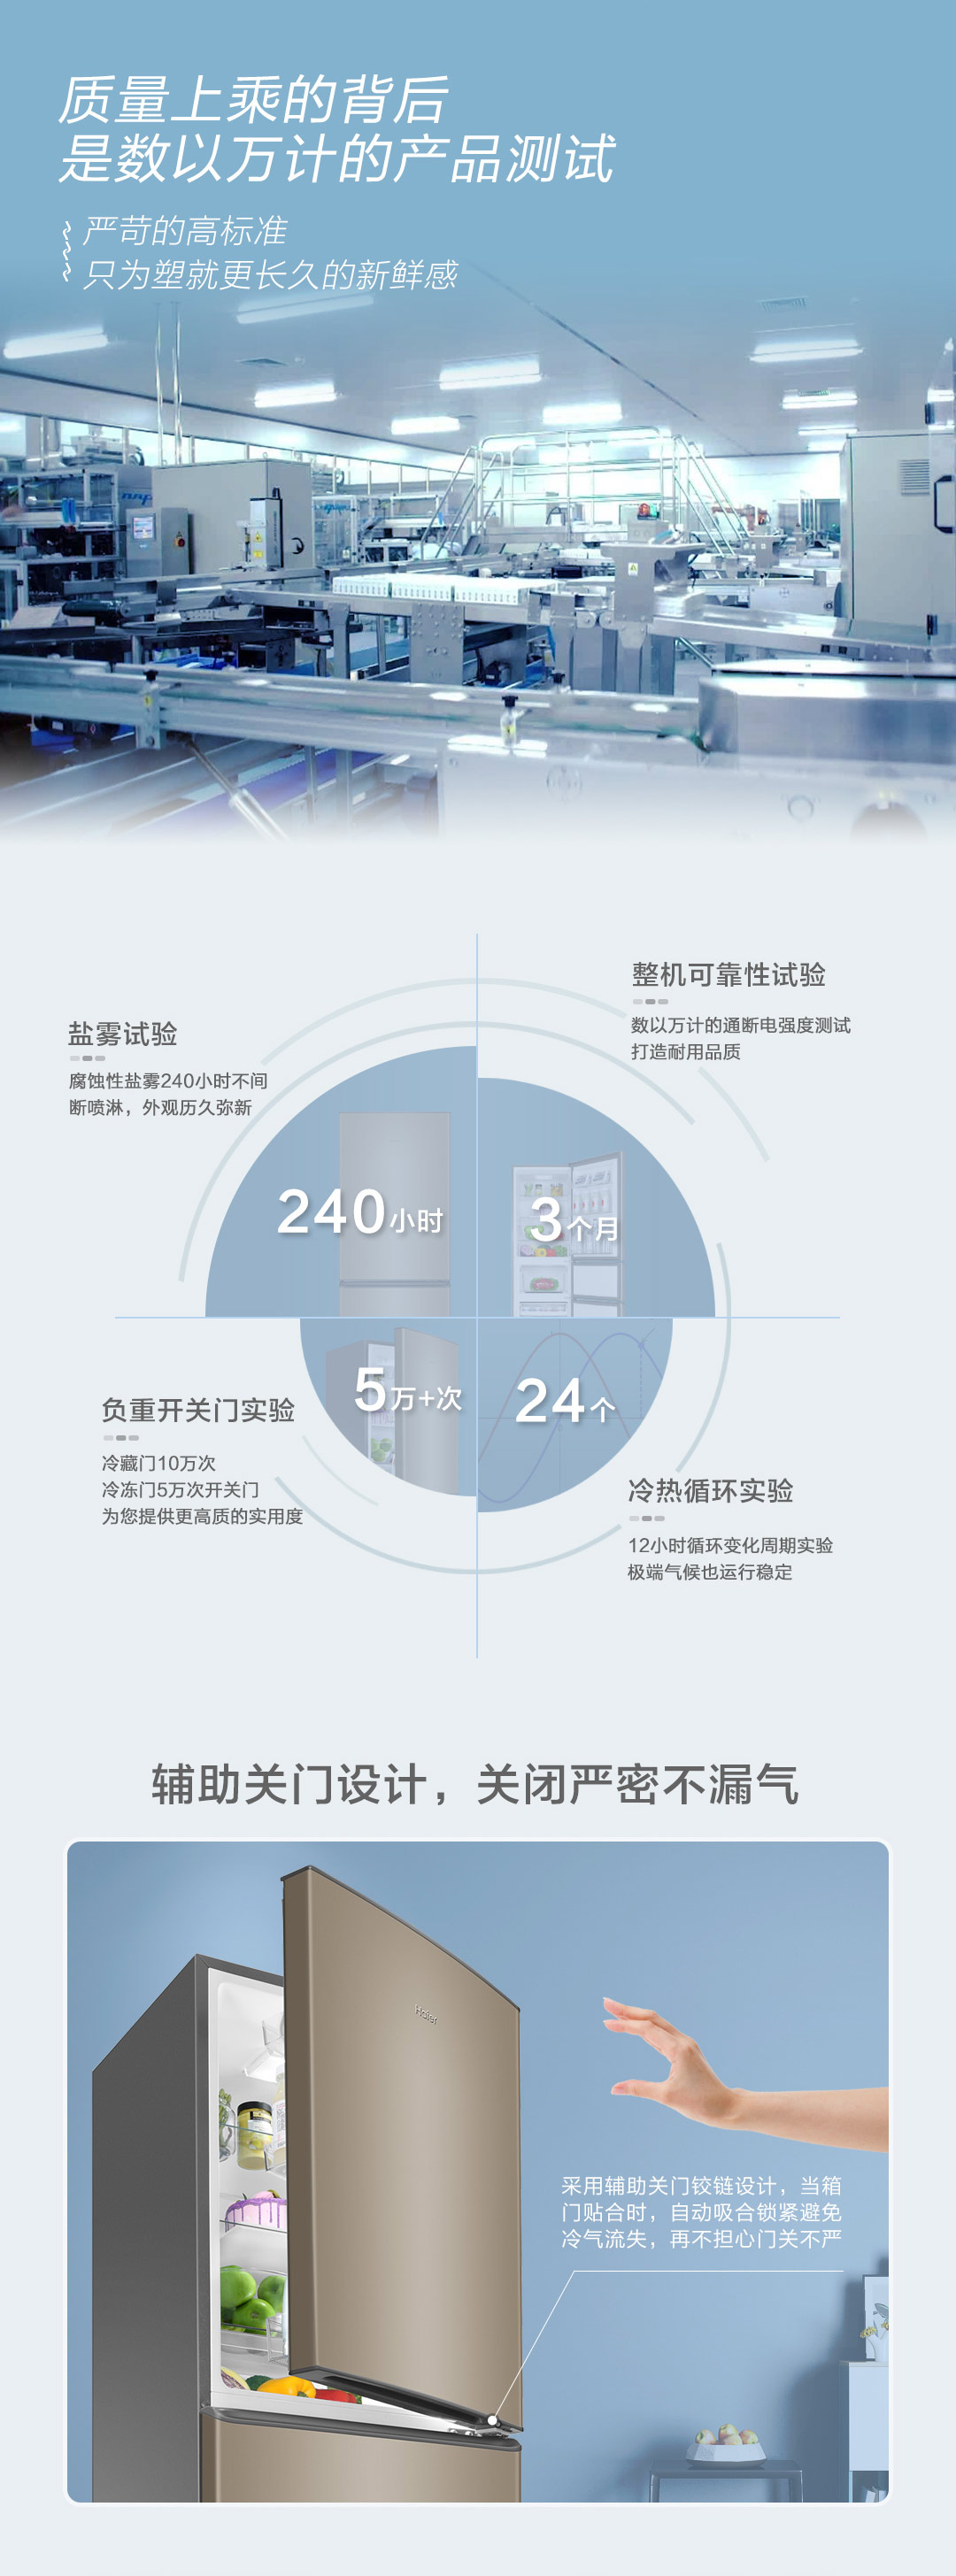 质量上乘的背后
是数以万计的产品测试
严苛的高标准
只为塑就更长久的新鲜感
整机可靠性试验
数以万计的通断电强度测试
打造耐用品质
盐雾试验
腐蚀性盐雾240小时不间
断喷淋，外观历久弥新
240小时
3个月
5万+次
24个
负重开关门实验
冷藏门10万次
冷冻门5万次开关门
为您提供更高质的实用度
冷热循环实验
12小时循环变化周期实验
极端气候也运行稳定
辅助关门设计，关闭严密不漏气
Haier
采用辅助关门铰链设计，当箱
门贴合时，自动吸合锁紧避免
冷气流失，再不担心门关不严